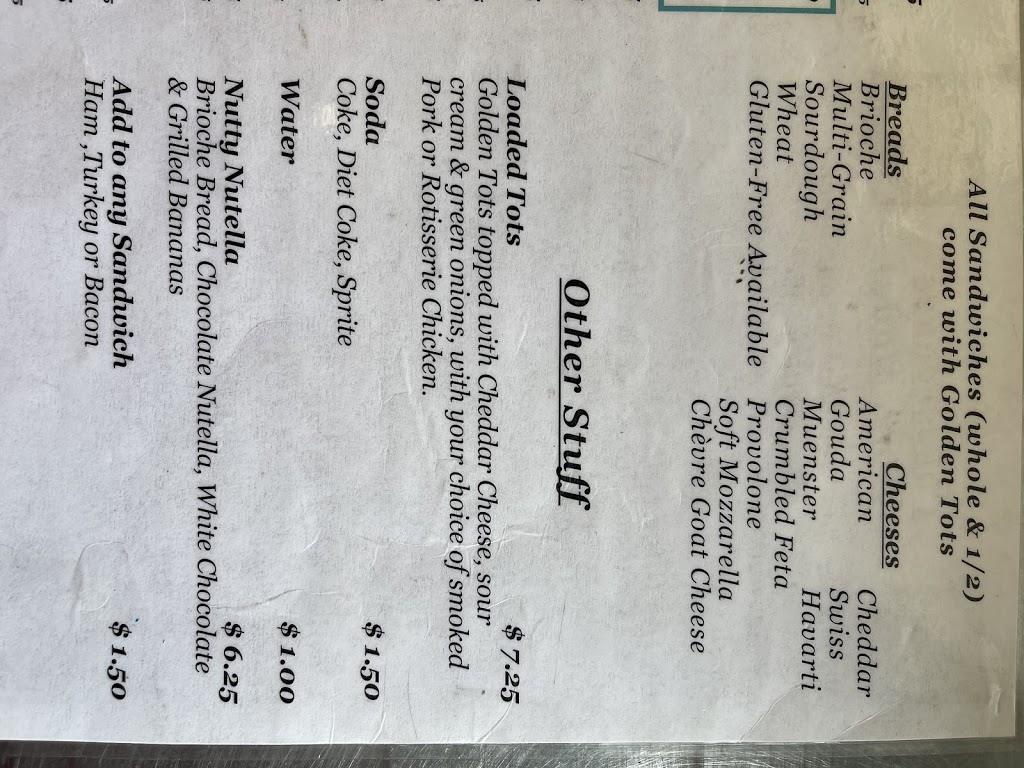 All Sandwiches (whole & 1/2)
come with Golden Tots
Breads
Brioche
Multi-Grain
Sourdough
Wheat
Gluten-Free Available
Cheeses
American Cheddar
Gouda Swiss
Muenster Havarti
Crumbled Feta
Provolone
Soft Mozzarella
Chèvre Goat Cheese
Other Stuff
Loaded Tots $ 7.25
Golden Tots topped with Cheddar Cheese, sour
cream & green onions, with your choice of smoked
Pork or Rotisserie Chicken.
Soda $ 1.50
Coke, Diet Coke, Sprite
Water $ 1.00
Nutty Nutella $ 6.25
Brioche Bread, Chocolate Nutella, White Chocolate
& Grilled Bananas
Add to any Sandwich $ 1.50
Ham ,Turkey or Bacon